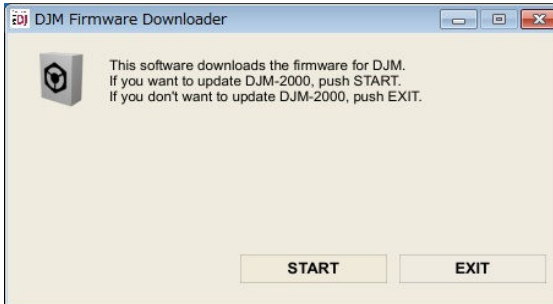 DJM Firmware Downloader
This software downloads the firmware for DJM.
If you want to update DJM-2000, push START.
If you don't want to update DJM-2000, push EXIT.
START
EXIT